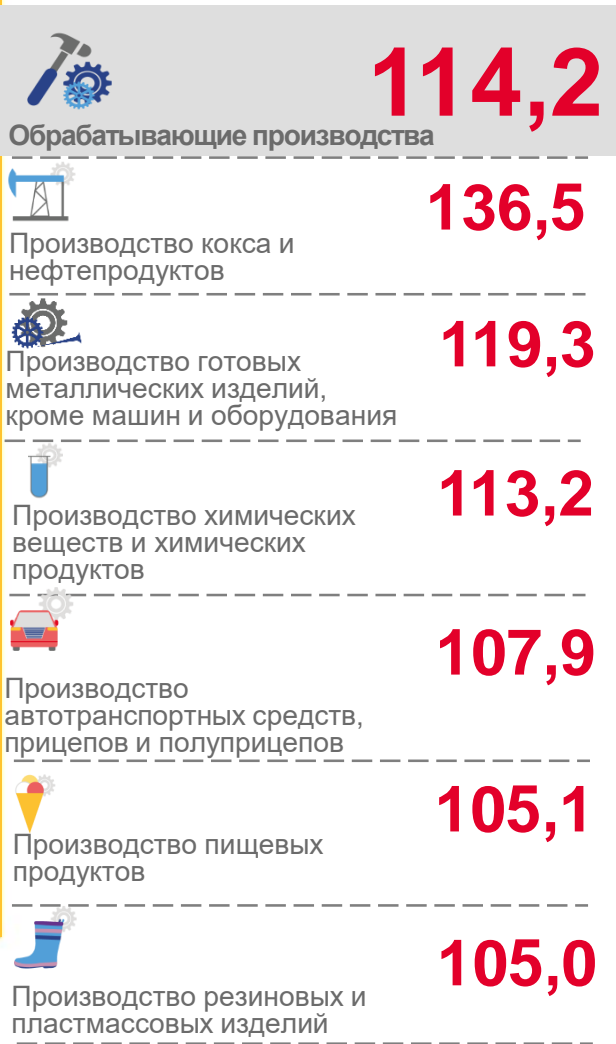 114,2
Обрабатывающие производства
136,5
Производство кокса и
нефтепродуктов
119,3
Производство готовых
металлических изделий,
кроме машин и оборудования
113,2
Производство химических
веществ и химических
продуктов
107,9
Производство
автотранспортных средств,
прицепов и полуприцепов
105,1
Производство пищевых
продуктов
105,0
Производство резиновых и
пластмассовых изделий